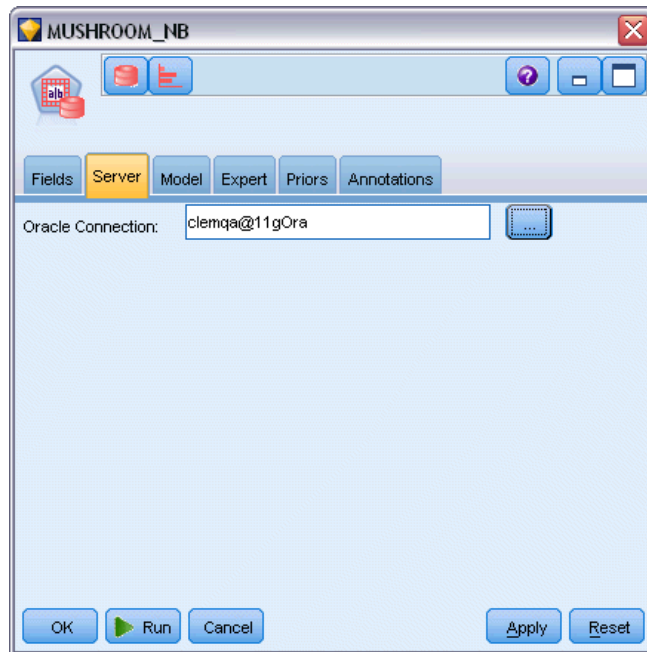 MUSHROOM_NB
a|b
?
Fields Server Model Expert Priors Annotations
Oracle Connection: clemqa@11gOra ...
OK Run Cancel Apply Reset